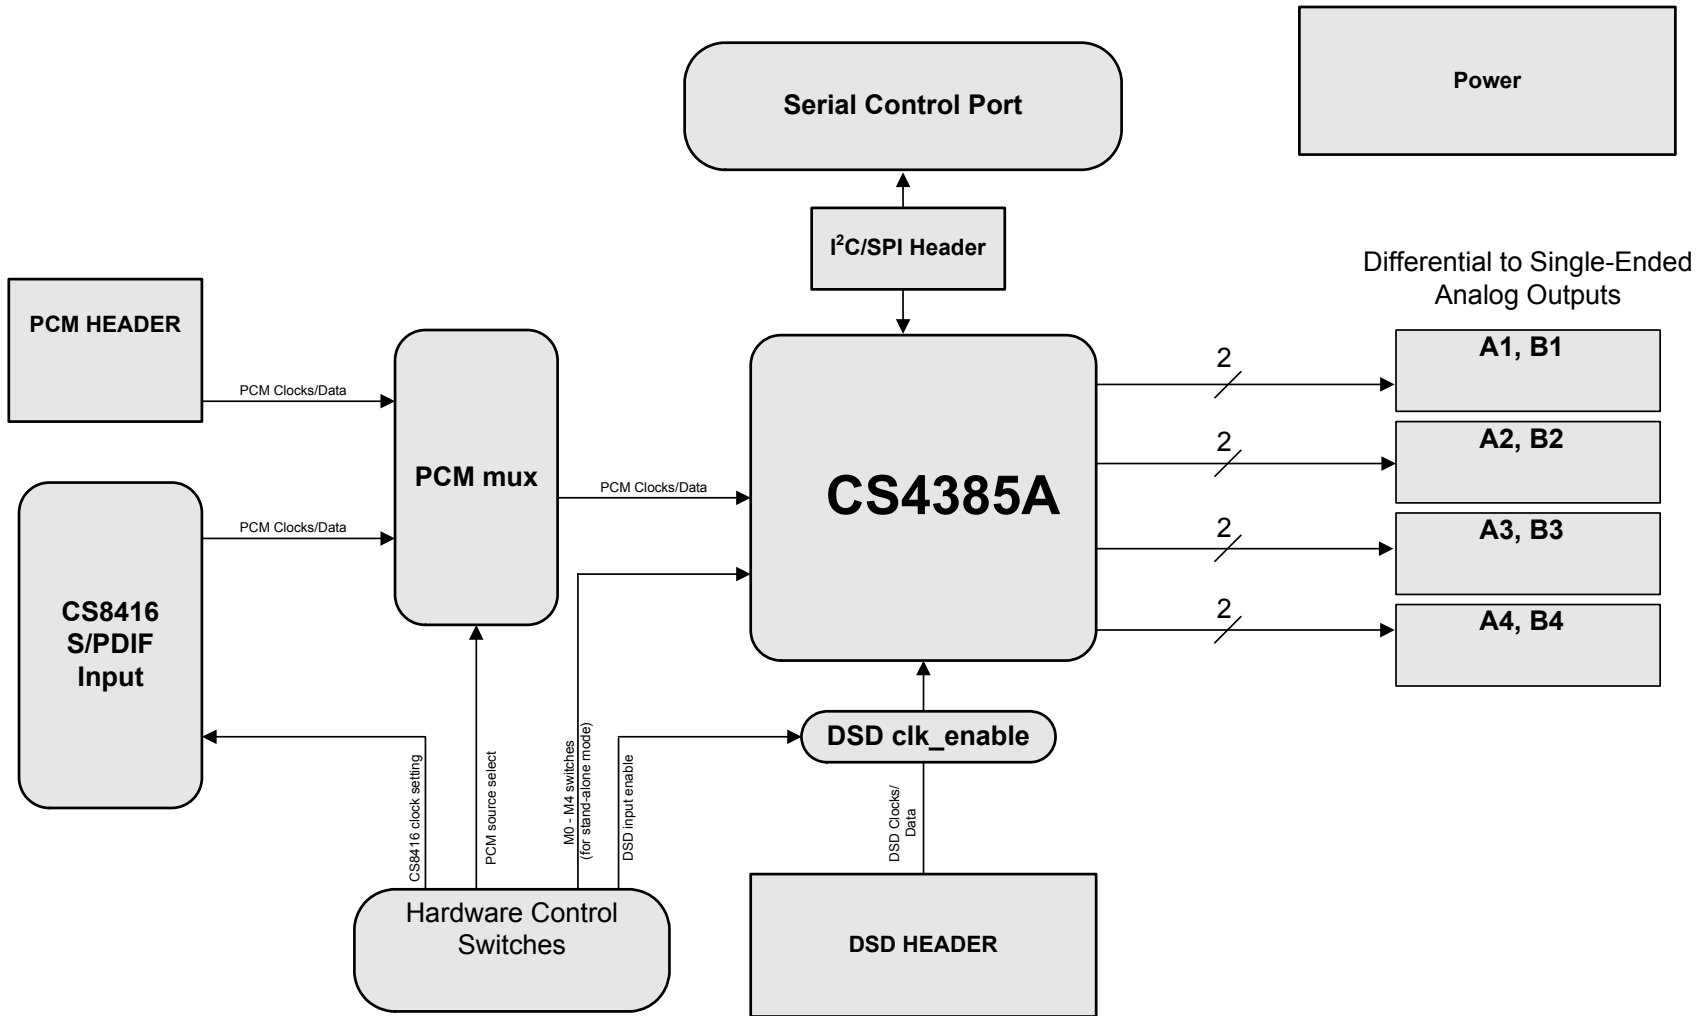 Serial Control Port
Power
I²C/SPI Header
Differential to Single-Ended
Analog Outputs
PCM HEADER
PCM Clocks/Data
PCM mux
PCM Clocks/Data
CS8416
S/PDIF
Input
PCM Clocks/Data
CS4385A
2
A1, B1
2
A2, B2
2
A3, B3
2
A4, B4
DSD clk_enable
CS8416 clock setting
PCM source select
M0 - M4 switches
(for stand-alone mode)
DSD input enable
DSD Clocks/
Data
Hardware Control
Switches
DSD HEADER